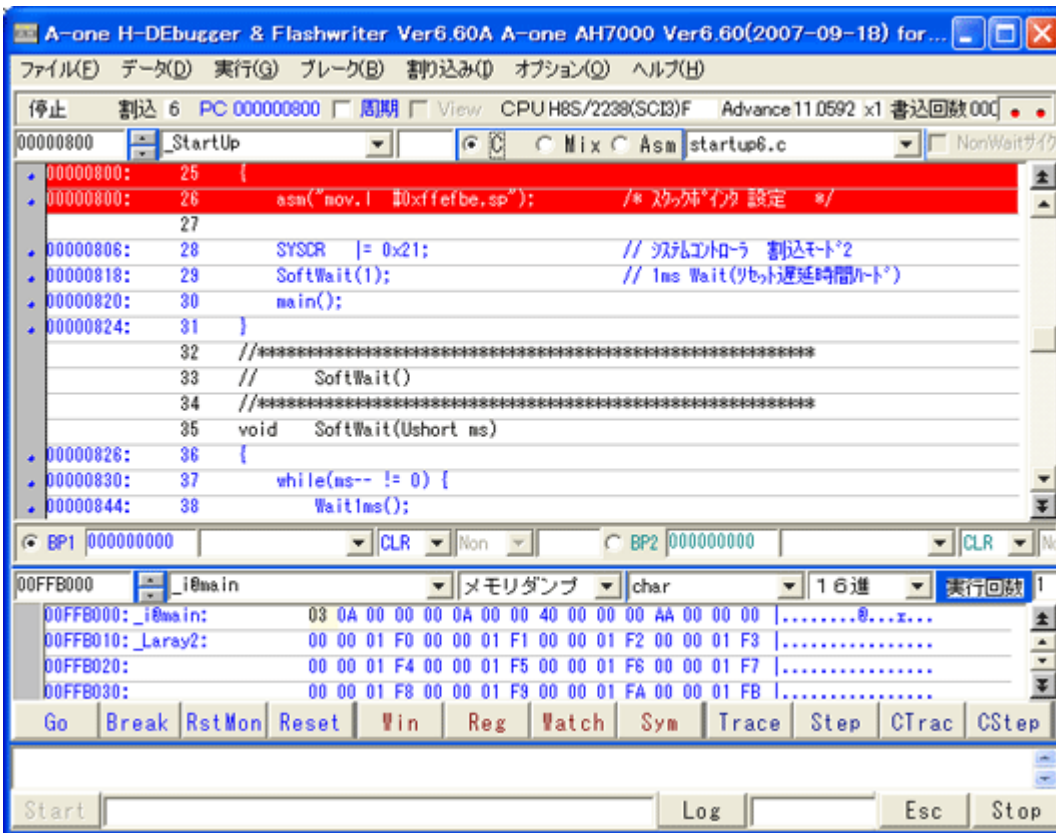 A-one H-DEbugger & Flashwriter Ver6.60A A-one AH7000 Ver6.60(2007-09-18) for...
ファイル(F) データ(D) 実行(G) ブレーク(B) 割り込み(I) オプション(O) ヘルプ(H)
停止 割込 6 PC 000000800 周期 View CPU H8S/2238(SCI3)F Advance 11.0592 x1 書込回数 000
00000800 _StartUp C Mix Asm startup6.c NonWaitサイク
00000800: 25 {
00000800: 26 asm("mov.l #0xffefbe,sp"); /* スタックポインタ 設定 */
27
00000806: 28 SYSCR |= 0x21; // システムコントローラ 割込モード2
00000818: 29 SoftWait(1); // 1ms Wait(リセット遅延時間ハード)
00000820: 30 main();
00000824: 31 }
32 //*********************************************************
33 // SoftWait()
34 //*********************************************************
35 void SoftWait(Ushort ms)
00000826: 36 {
00000830: 37 while(ms-- != 0) {
00000844: 38 Wait1ms();
BP1 000000000 CLR Non BP2 000000000 CLR
00FFB000 _i@main メモリダンプ char 16進 実行回数 1
00FFB000:_i@main: 03 0A 00 00 00 0A 00 00 40 00 00 00 AA 00 00 00 |........@...ェ...
00FFB010:_Laray2: 00 00 01 F0 00 00 01 F1 00 00 01 F2 00 00 01 F3 |................
00FFB020: 00 00 01 F4 00 00 01 F5 00 00 01 F6 00 00 01 F7 |................
00FFB030: 00 00 01 F8 00 00 01 F9 00 00 01 FA 00 00 01 FB |................
Go Break RstMon Reset Win Reg Watch Sym Trace Step CTrac CStep
Start Log Esc Stop